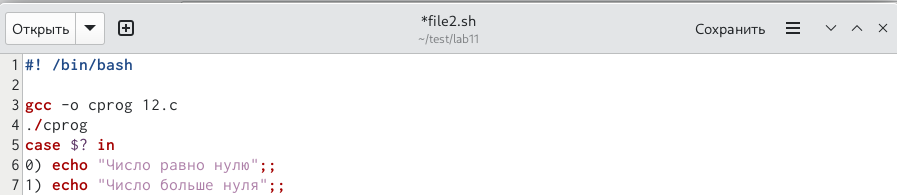 Открыть
*file2.sh
~/test/lab11
Сохранить
1 #! /bin/bash
2
3 gcc -o cprog 12.c
4 ./cprog
5 case $? in
6 0) echo "Число равно нулю";;
7 1) echo "Число больше нуля";;